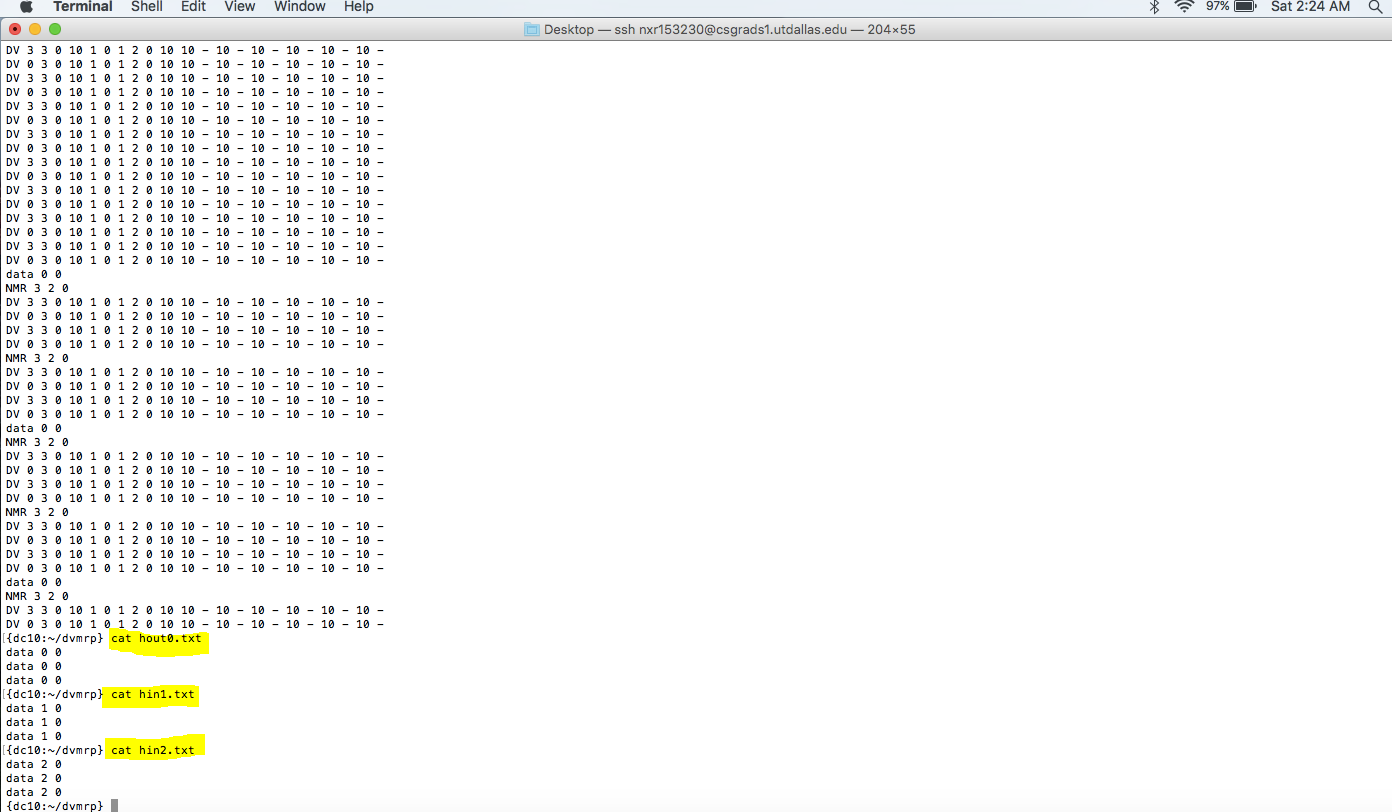 Terminal Shell Edit View Window Help 97% Sat 2:24 AM
Desktop — ssh nxr153230@csgrads1.utdallas.edu — 204×55
DV 3 3 0 10 1 0 1 2 0 10 10 - 10 - 10 - 10 - 10 - 10 -
DV 0 3 0 10 1 0 1 2 0 10 10 - 10 - 10 - 10 - 10 - 10 -
DV 3 3 0 10 1 0 1 2 0 10 10 - 10 - 10 - 10 - 10 - 10 -
DV 0 3 0 10 1 0 1 2 0 10 10 - 10 - 10 - 10 - 10 - 10 -
DV 3 3 0 10 1 0 1 2 0 10 10 - 10 - 10 - 10 - 10 - 10 -
DV 0 3 0 10 1 0 1 2 0 10 10 - 10 - 10 - 10 - 10 - 10 -
DV 3 3 0 10 1 0 1 2 0 10 10 - 10 - 10 - 10 - 10 - 10 -
DV 0 3 0 10 1 0 1 2 0 10 10 - 10 - 10 - 10 - 10 - 10 -
DV 3 3 0 10 1 0 1 2 0 10 10 - 10 - 10 - 10 - 10 - 10 -
DV 0 3 0 10 1 0 1 2 0 10 10 - 10 - 10 - 10 - 10 - 10 -
DV 3 3 0 10 1 0 1 2 0 10 10 - 10 - 10 - 10 - 10 - 10 -
DV 0 3 0 10 1 0 1 2 0 10 10 - 10 - 10 - 10 - 10 - 10 -
DV 3 3 0 10 1 0 1 2 0 10 10 - 10 - 10 - 10 - 10 - 10 -
DV 0 3 0 10 1 0 1 2 0 10 10 - 10 - 10 - 10 - 10 - 10 -
DV 3 3 0 10 1 0 1 2 0 10 10 - 10 - 10 - 10 - 10 - 10 -
DV 0 3 0 10 1 0 1 2 0 10 10 - 10 - 10 - 10 - 10 - 10 -
data 0 0
NMR 3 2 0
DV 3 3 0 10 1 0 1 2 0 10 10 - 10 - 10 - 10 - 10 - 10 -
DV 0 3 0 10 1 0 1 2 0 10 10 - 10 - 10 - 10 - 10 - 10 -
DV 3 3 0 10 1 0 1 2 0 10 10 - 10 - 10 - 10 - 10 - 10 -
DV 0 3 0 10 1 0 1 2 0 10 10 - 10 - 10 - 10 - 10 - 10 -
NMR 3 2 0
DV 3 3 0 10 1 0 1 2 0 10 10 - 10 - 10 - 10 - 10 - 10 -
DV 0 3 0 10 1 0 1 2 0 10 10 - 10 - 10 - 10 - 10 - 10 -
DV 3 3 0 10 1 0 1 2 0 10 10 - 10 - 10 - 10 - 10 - 10 -
DV 0 3 0 10 1 0 1 2 0 10 10 - 10 - 10 - 10 - 10 - 10 -
data 0 0
NMR 3 2 0
DV 3 3 0 10 1 0 1 2 0 10 10 - 10 - 10 - 10 - 10 - 10 -
DV 0 3 0 10 1 0 1 2 0 10 10 - 10 - 10 - 10 - 10 - 10 -
DV 3 3 0 10 1 0 1 2 0 10 10 - 10 - 10 - 10 - 10 - 10 -
DV 0 3 0 10 1 0 1 2 0 10 10 - 10 - 10 - 10 - 10 - 10 -
NMR 3 2 0
DV 3 3 0 10 1 0 1 2 0 10 10 - 10 - 10 - 10 - 10 - 10 -
DV 0 3 0 10 1 0 1 2 0 10 10 - 10 - 10 - 10 - 10 - 10 -
DV 3 3 0 10 1 0 1 2 0 10 10 - 10 - 10 - 10 - 10 - 10 -
DV 0 3 0 10 1 0 1 2 0 10 10 - 10 - 10 - 10 - 10 - 10 -
data 0 0
NMR 3 2 0
DV 3 3 0 10 1 0 1 2 0 10 10 - 10 - 10 - 10 - 10 - 10 -
DV 0 3 0 10 1 0 1 2 0 10 10 - 10 - 10 - 10 - 10 - 10 -
[{dc10:~/dvmrp} cat hout0.txt
data 0 0
data 0 0
data 0 0
[{dc10:~/dvmrp} cat hin1.txt
data 1 0
data 1 0
data 1 0
[{dc10:~/dvmrp} cat hin2.txt
data 2 0
data 2 0
data 2 0
{dc10:~/dvmrp}